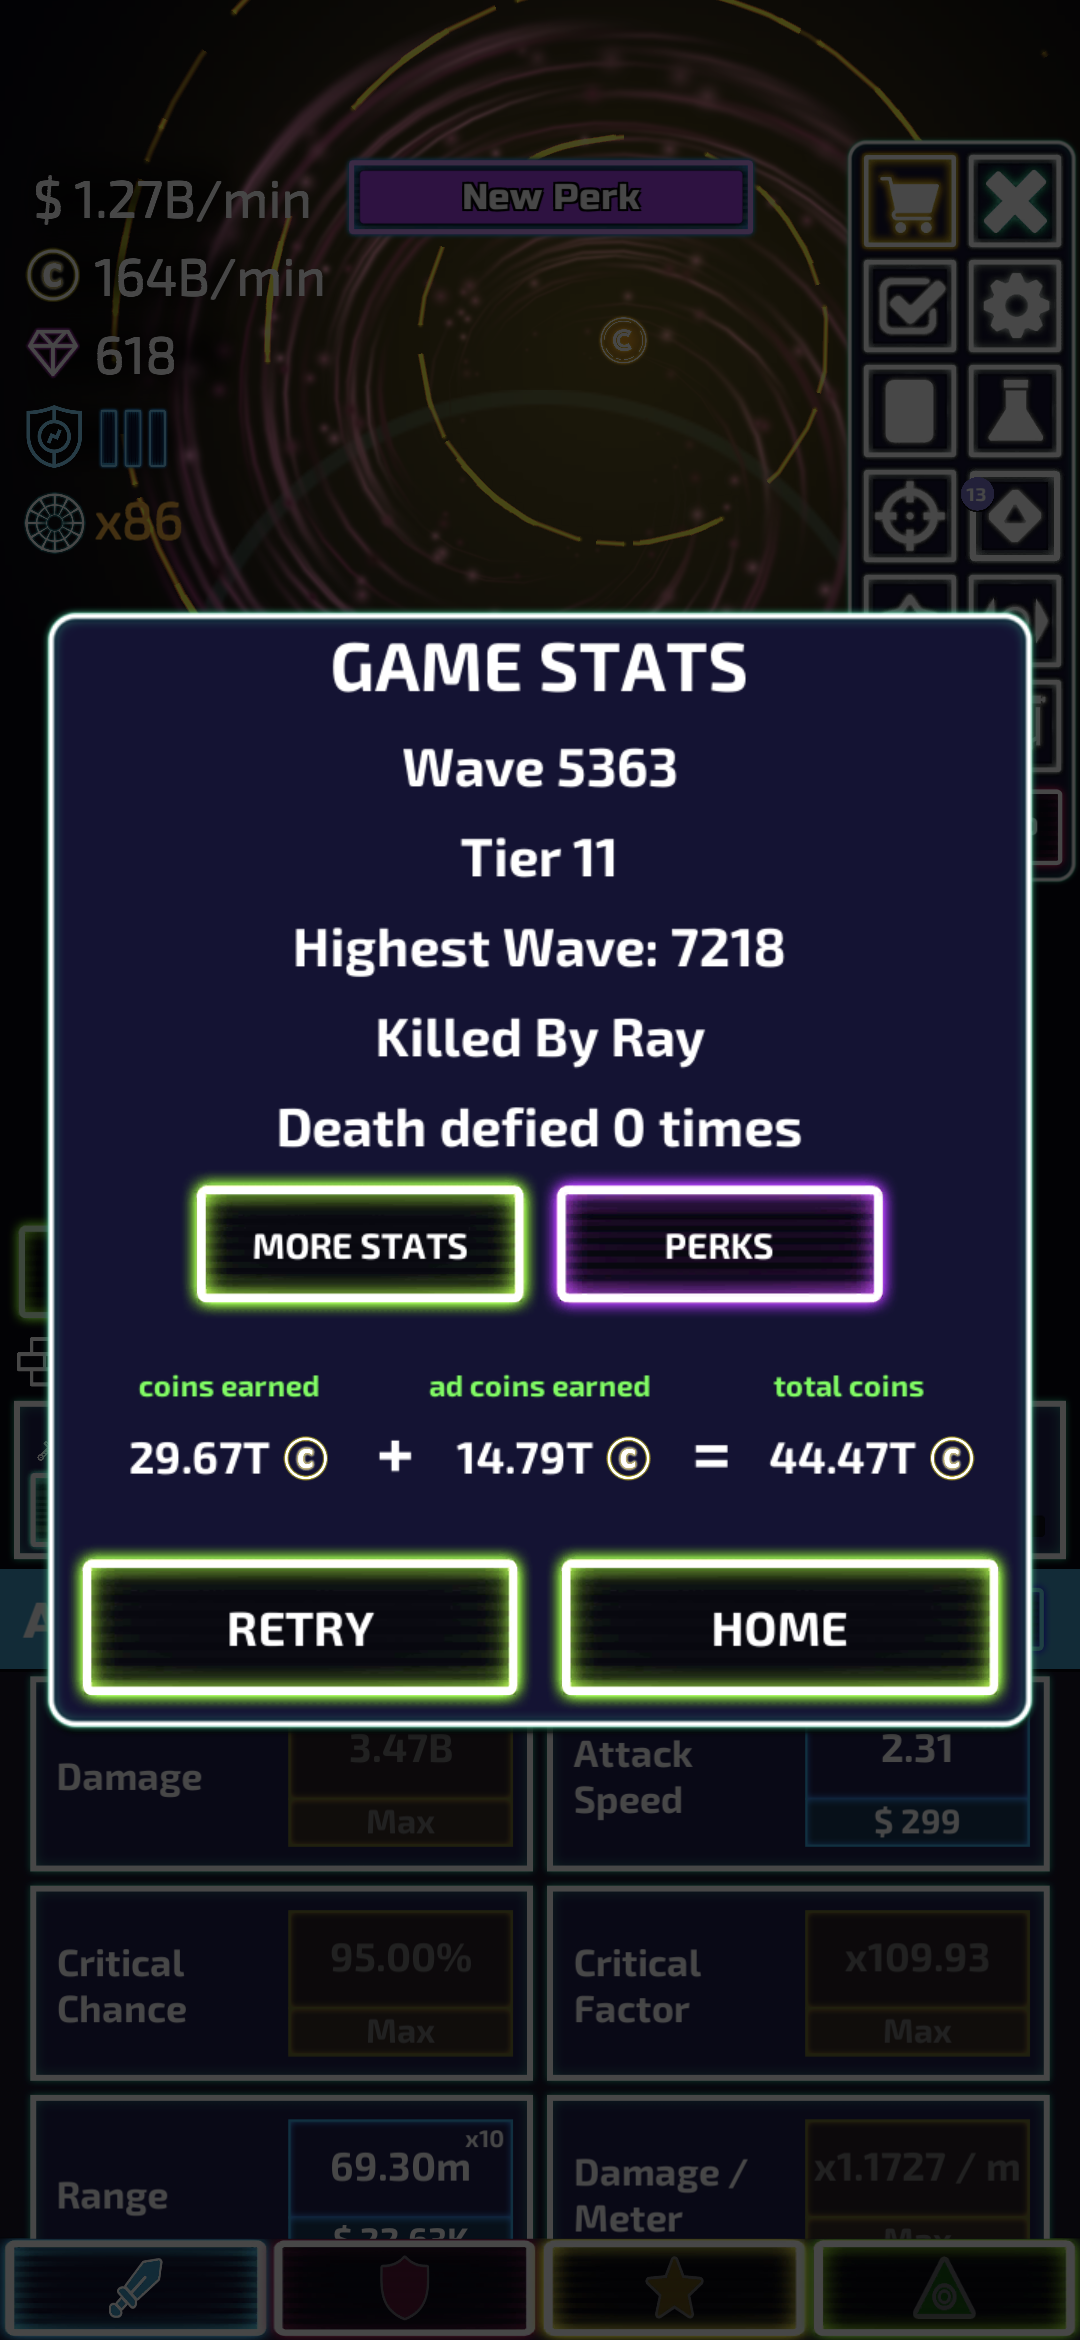 $ 1.27B/min
New Perk
C 164B/min
618
C
x86
13
GAME STATS
Wave 5363
Tier 11
Highest Wave: 7218
Killed By Ray
Death defied 0 times
MORE STATS
PERKS
coins earned
ad coins earned
total coins
29.67T C + 14.79T C = 44.47T C
RETRY
HOME
Damage
3.47B
Max
Attack
Speed
2.31
$ 299
Critical
Chance
95.00%
Max
Critical
Factor
x109.93
Max
Range
x10
69.30m
$ 22.63K
Damage /
Meter
x1.1727 / m
Max